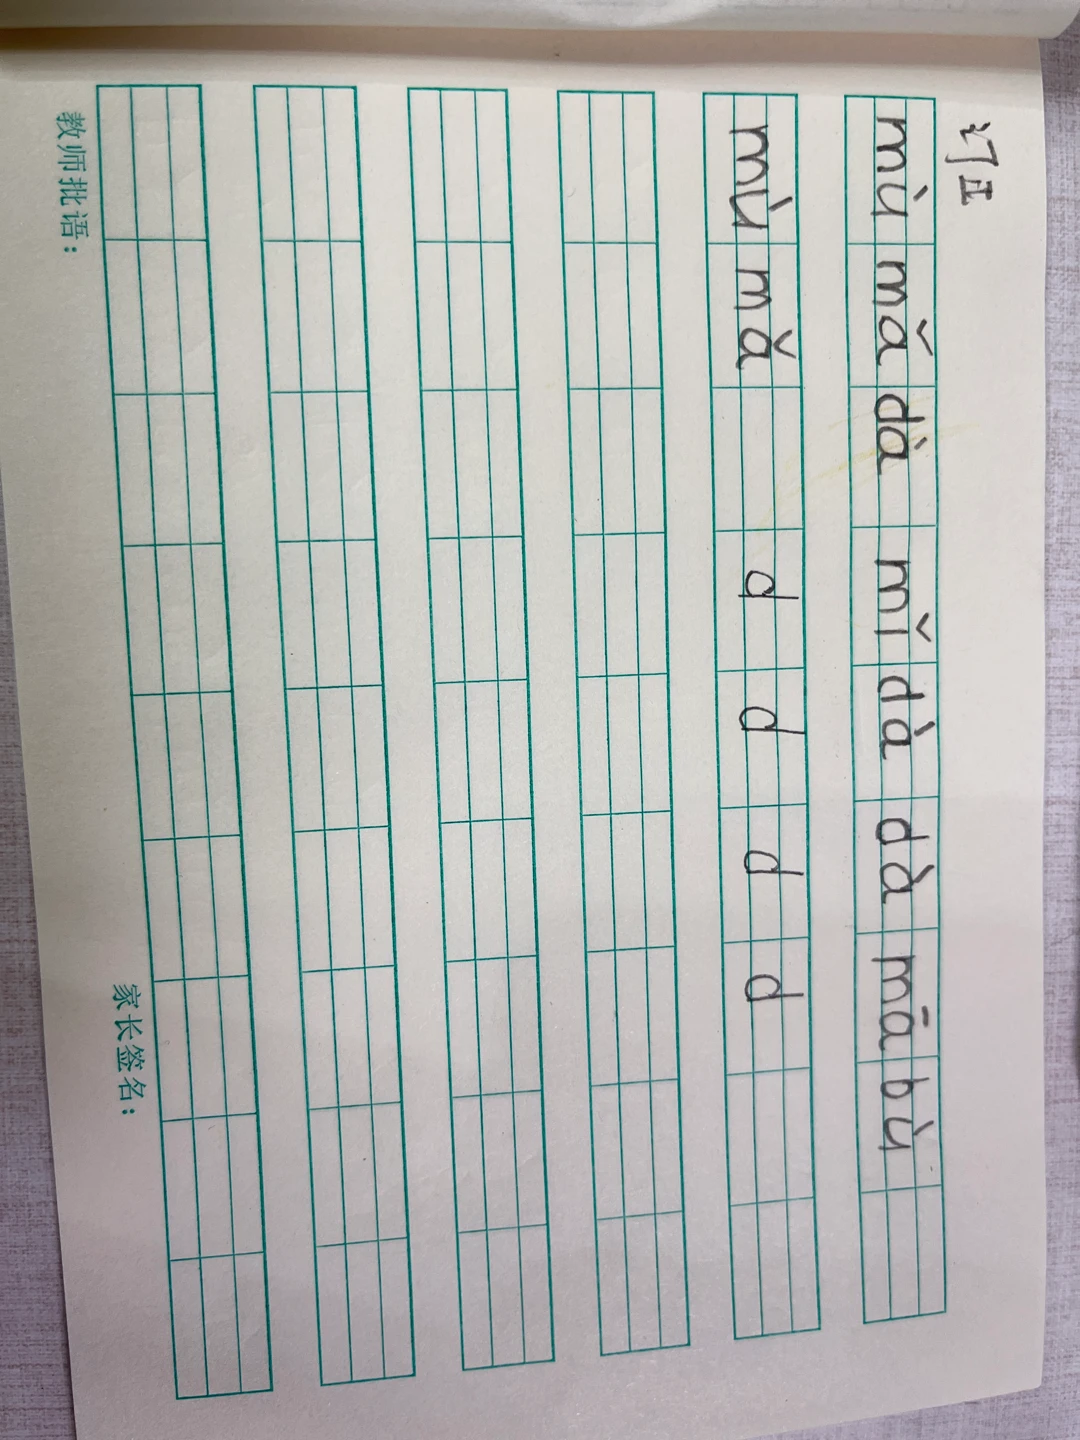 订正
mù mǎ dà mǐ dà dà mā bù
mù mǎ d d d d
教师批语： 家长签名：